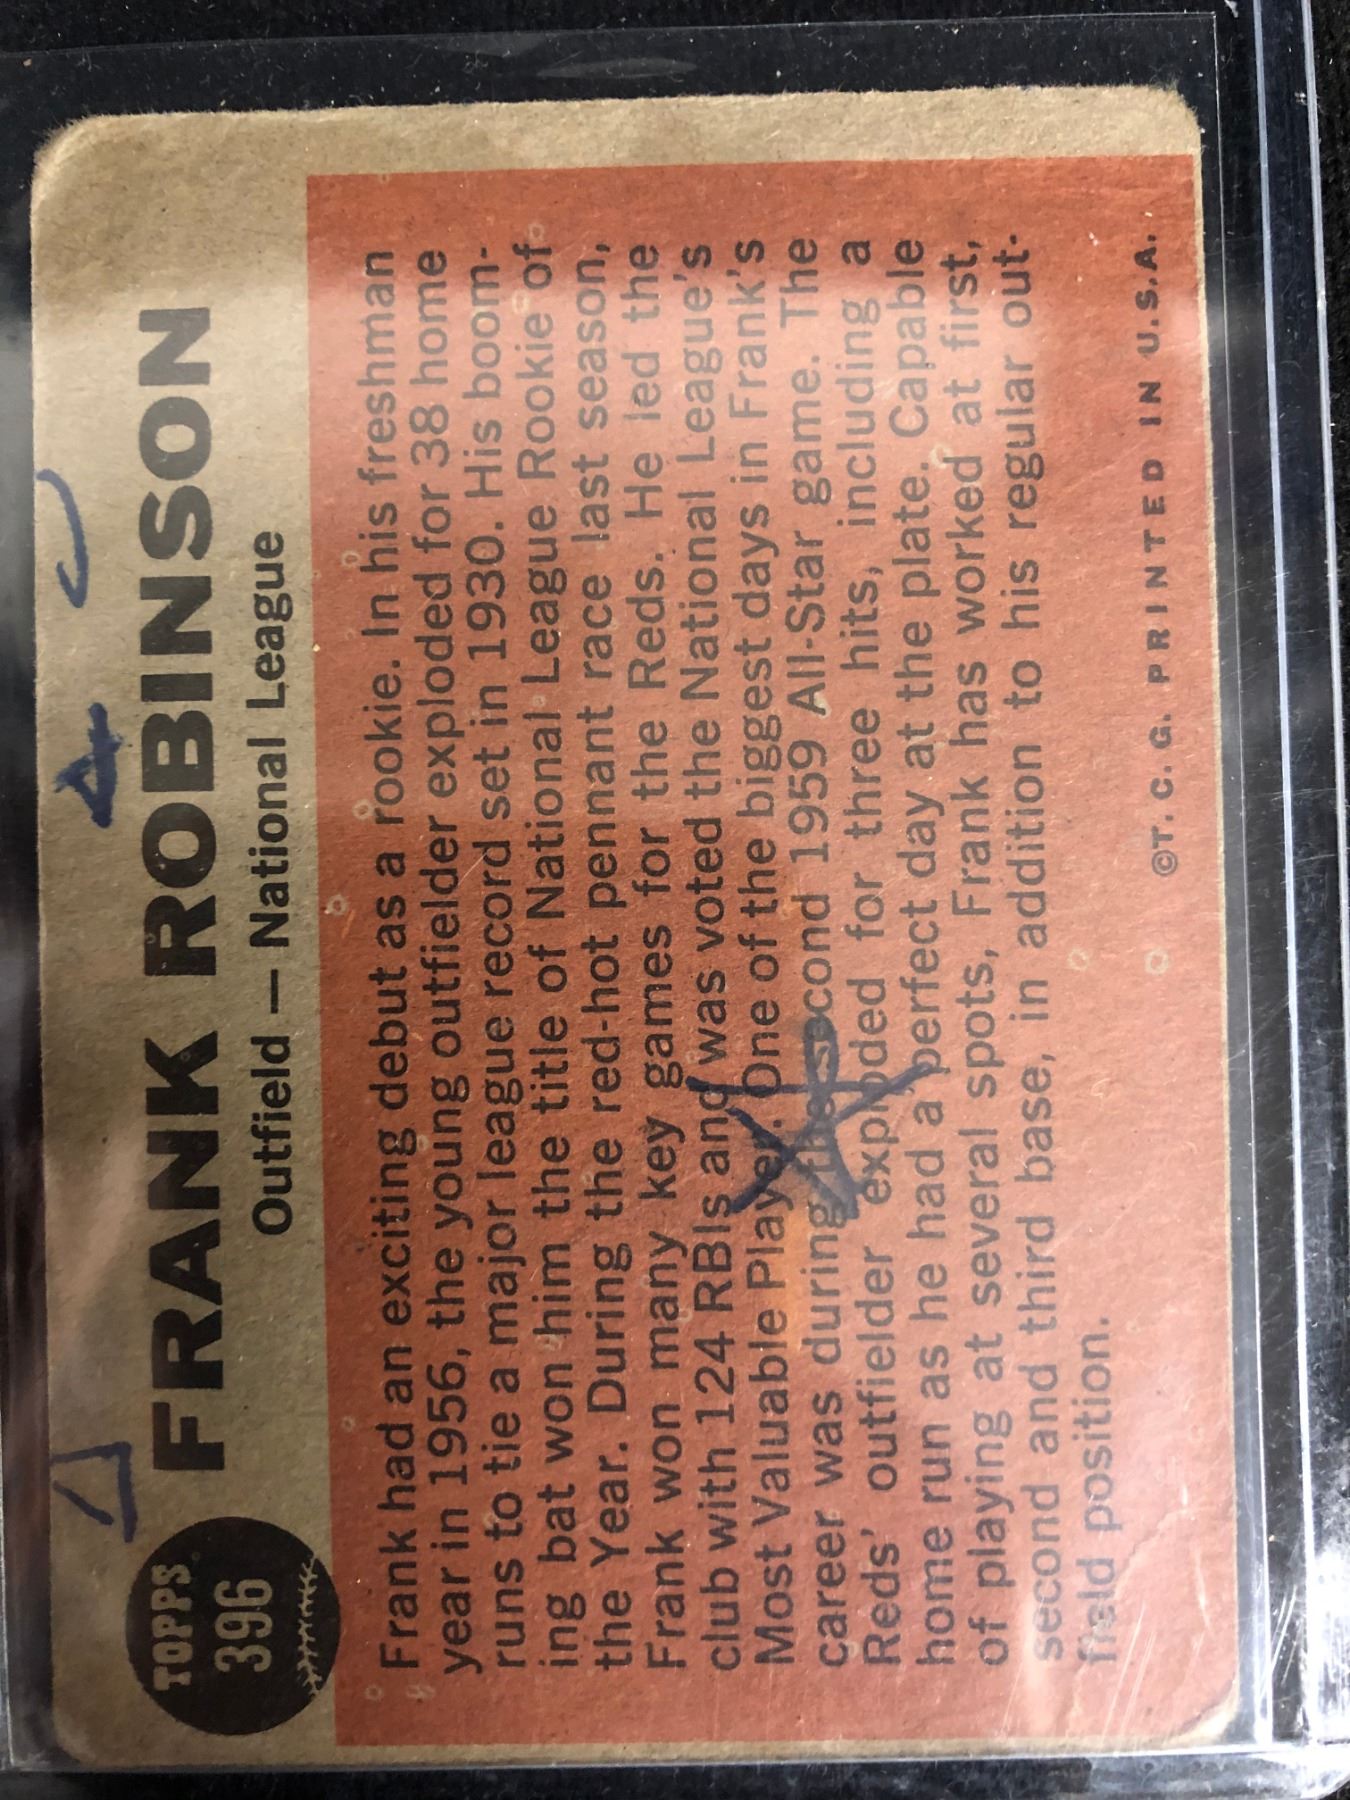 TOPPS
396
FRANK ROBINSON
Outfield — National League
Frank had an exciting debut as a rookie. In his freshman
year in 1956, the young outfielder exploded for 38 home
runs to tie a major league record set in 1930. His boom-
ing bat won him the title of National League Rookie of
the Year. During the red-hot pennant race last season,
Frank won many key games for the Reds. He led the
club with 124 RBIs and was voted the National League's
Most Valuable Player. One of the biggest days in Frank's
career was during the second 1959 All-Star game. The
Reds' outfielder exploded for three hits, including a
home run as he had a perfect day at the plate. Capable
of playing at several spots, Frank has worked at first,
second and third base, in addition to his regular out-
field position.
©T. C. G. PRINTED IN U.S.A.